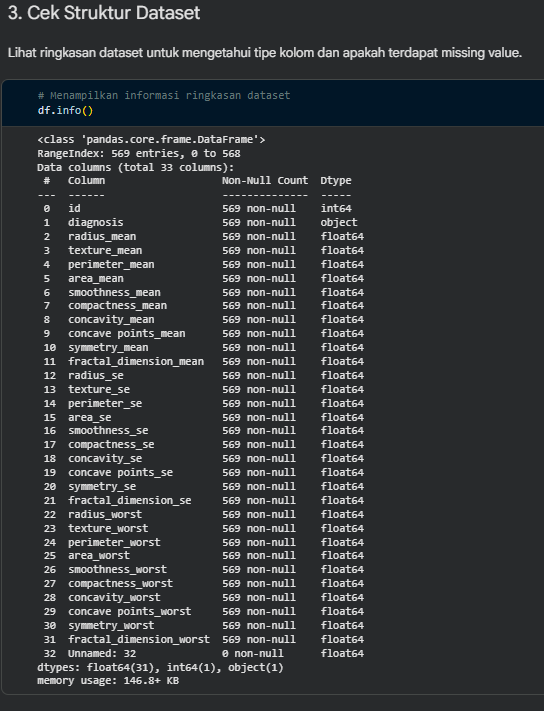 3. Cek Struktur Dataset
Lihat ringkasan dataset untuk mengetahui tipe kolom dan apakah terdapat missing value.
# Menampilkan informasi ringkasan dataset
df.info()
<class 'pandas.core.frame.DataFrame'>
RangeIndex: 569 entries, 0 to 568
Data columns (total 33 columns):
 #   Column                   Non-Null Count  Dtype
---  ------                   --------------  -----
 0   id                       569 non-null    int64
 1   diagnosis                569 non-null    object
 2   radius_mean              569 non-null    float64
 3   texture_mean             569 non-null    float64
 4   perimeter_mean           569 non-null    float64
 5   area_mean                569 non-null    float64
 6   smoothness_mean          569 non-null    float64
 7   compactness_mean         569 non-null    float64
 8   concavity_mean           569 non-null    float64
 9   concave points_mean      569 non-null    float64
 10  symmetry_mean            569 non-null    float64
 11  fractal_dimension_mean   569 non-null    float64
 12  radius_se                569 non-null    float64
 13  texture_se               569 non-null    float64
 14  perimeter_se             569 non-null    float64
 15  area_se                  569 non-null    float64
 16  smoothness_se            569 non-null    float64
 17  compactness_se           569 non-null    float64
 18  concavity_se             569 non-null    float64
 19  concave points_se        569 non-null    float64
 20  symmetry_se              569 non-null    float64
 21  fractal_dimension_se     569 non-null    float64
 22  radius_worst             569 non-null    float64
 23  texture_worst            569 non-null    float64
 24  perimeter_worst          569 non-null    float64
 25  area_worst               569 non-null    float64
 26  smoothness_worst         569 non-null    float64
 27  compactness_worst        569 non-null    float64
 28  concavity_worst          569 non-null    float64
 29  concave points_worst     569 non-null    float64
 30  symmetry_worst           569 non-null    float64
 31  fractal_dimension_worst  569 non-null    float64
 32  Unnamed: 32              0 non-null      float64
dtypes: float64(31), int64(1), object(1)
memory usage: 146.8+ KB